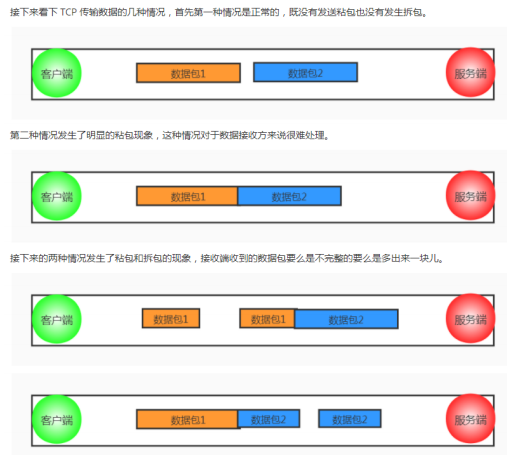 接下来看下 TCP 传输数据的几种情况，首先第一种情况是正常的，既没有发送粘包也没有发生拆包。
客户端 数据包1 数据包2 服务端
第二种情况发生了明显的粘包现象，这种情况对于数据接收方来说很难处理。
客户端 数据包1 数据包2 服务端
接下来的两种情况发生了粘包和拆包的现象，接收端收到的数据包要么是不完整的要么是多出来一块儿。
客户端 数据包1 数据包1 数据包2 服务端
客户端 数据包1 数据包2 数据包2 服务端